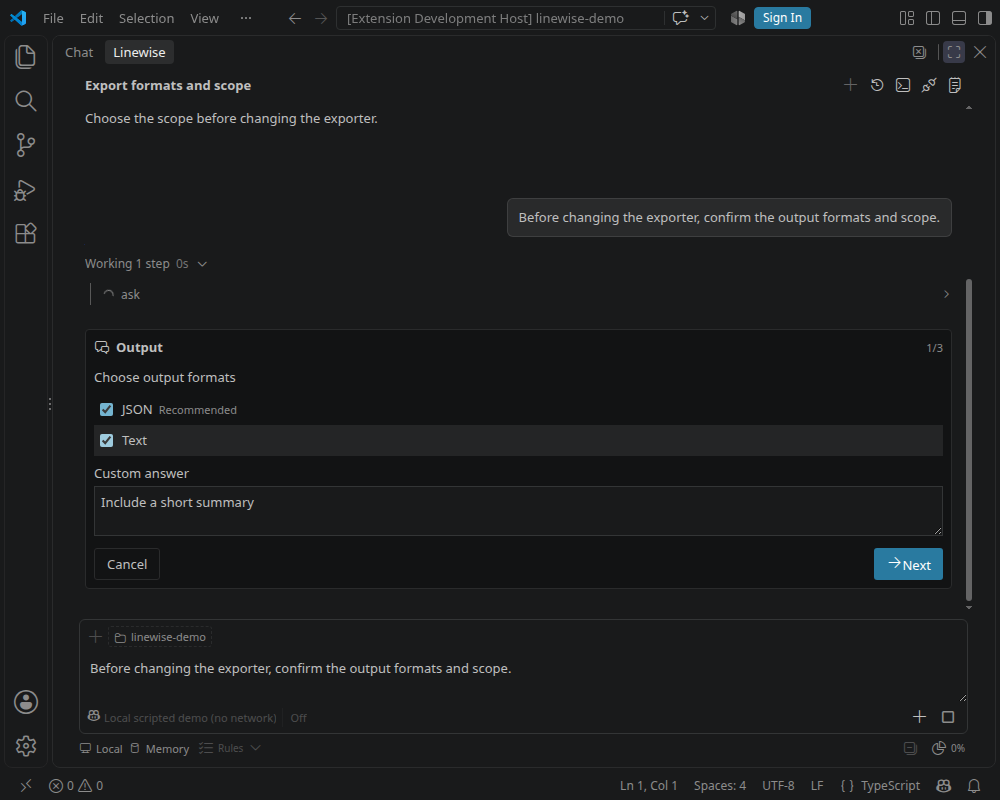 File Edit Selection View ··· [Extension Development Host] linewise-demo Sign In
Chat Linewise
Export formats and scope
Choose the scope before changing the exporter.
Before changing the exporter, confirm the output formats and scope.
Working 1 step 0s
ask
Output 1/3
Choose output formats
JSON Recommended
Text
Custom answer
Include a short summary
Cancel Next
linewise-demo
Before changing the exporter, confirm the output formats and scope.
Local scripted demo (no network) Off
Local Memory Rules 0%
0 0 Ln 1, Col 1 Spaces: 4 UTF-8 LF { } TypeScript